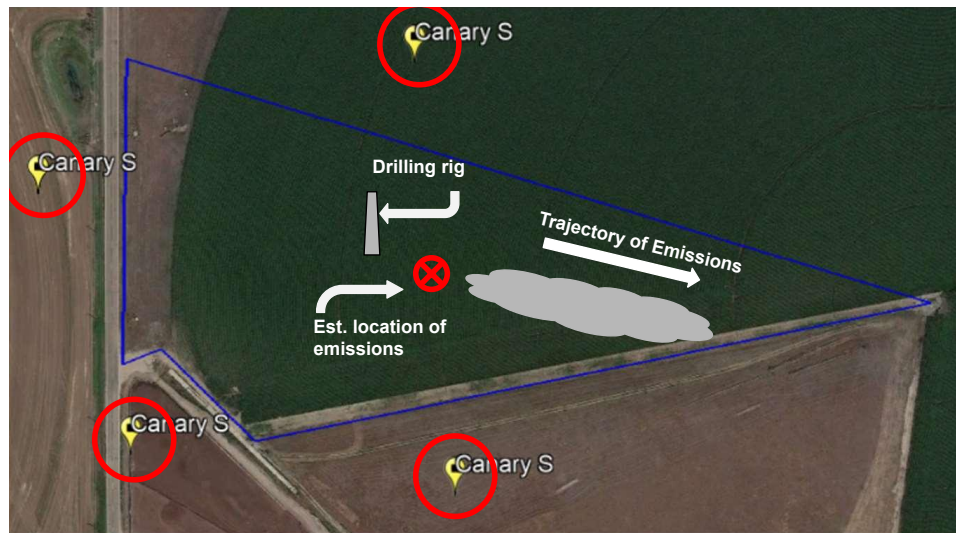 Canary S
Canary S
Drilling rig
Trajectory of Emissions
Est. location of
emissions
Canary S
Canary S